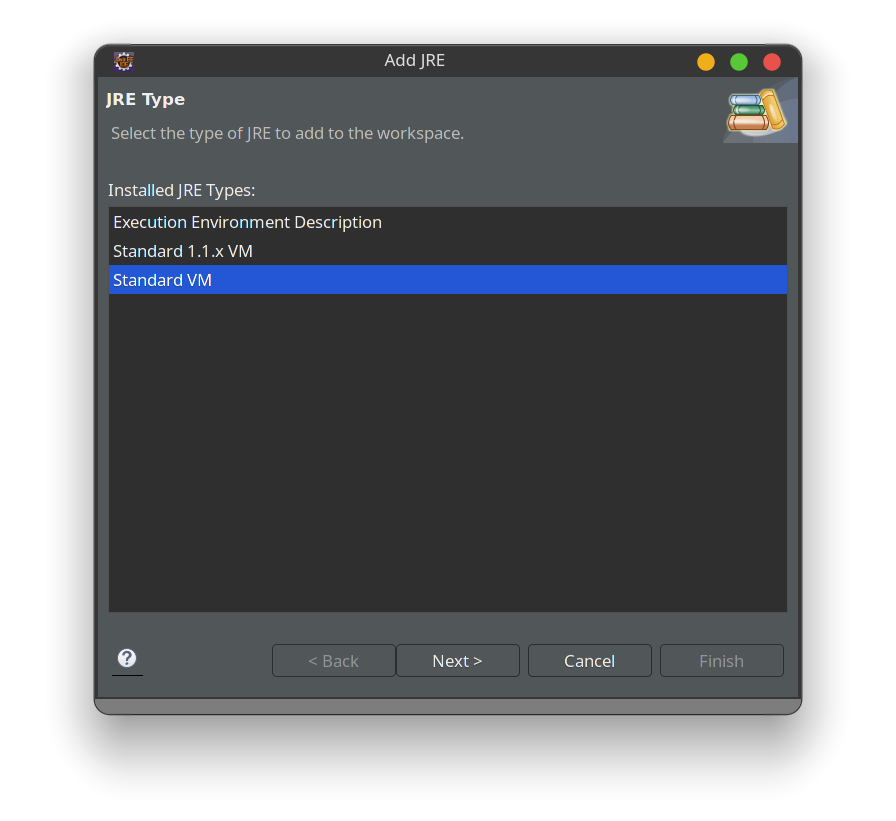 Add JRE
JRE Type
Select the type of JRE to add to the workspace.
Installed JRE Types:
Execution Environment Description
Standard 1.1.x VM
Standard VM
?
< Back
Next >
Cancel
Finish